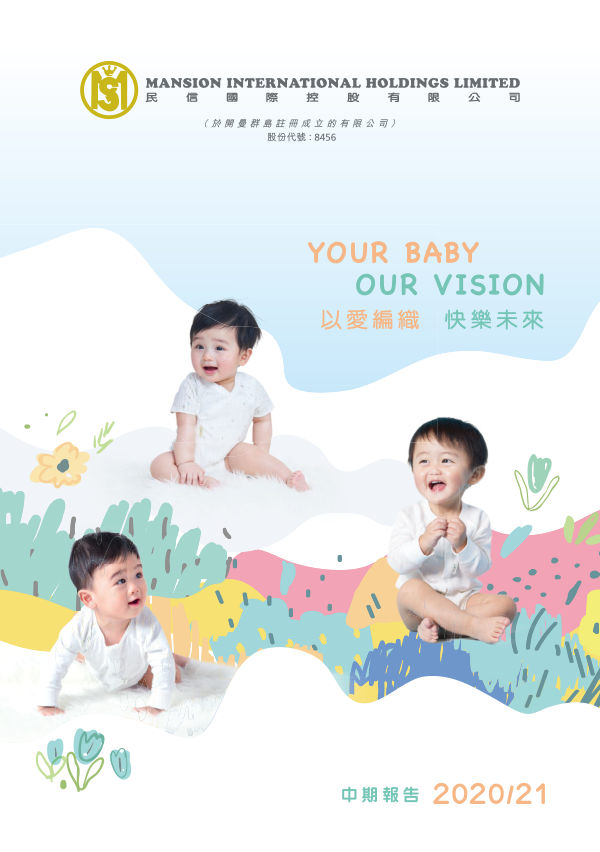 MANSION INTERNATIONAL HOLDINGS LIMITED
民信國際控股有限公司
（於開曼群島註冊成立的有限公司）
股份代號：8456
YOUR BABY
OUR VISION
以愛編織 快樂未來
中期報告 2020/21